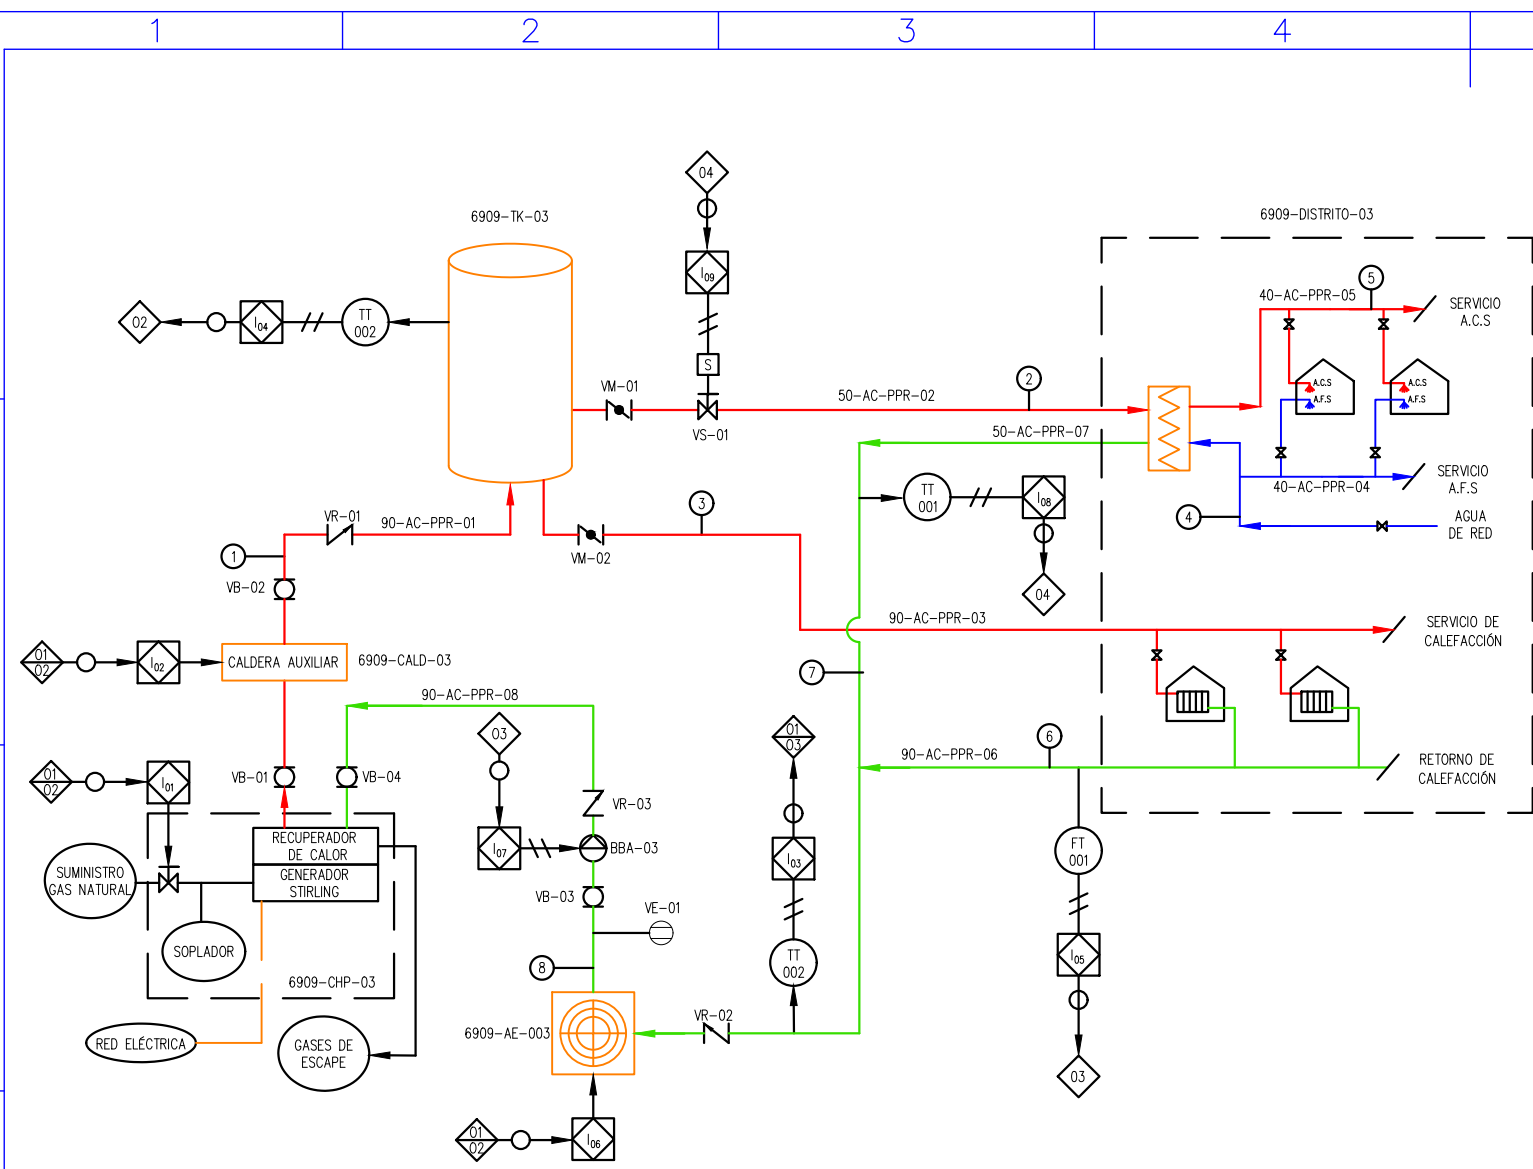 1
2
3
4
04
6909-TK-03
6909-DISTRITO-03
I09
5
40-AC-PPR-05
SERVICIO
A.C.S
02
I04
TT
002
S
A.C.S
A.F.S
A.C.S
A.F.S
VM-01
2
50-AC-PPR-02
VS-01
50-AC-PPR-07
SERVICIO
A.F.S
40-AC-PPR-04
TT
001
I08
3
4
AGUA
DE RED
VR-01
90-AC-PPR-01
1
VM-02
VB-02
04
90-AC-PPR-03
SERVICIO DE
CALEFACCIÓN
01
02
I02
CALDERA AUXILIAR
6909-CALD-03
7
90-AC-PPR-08
03
01
03
6
90-AC-PPR-06
RETORNO DE
CALEFACCIÓN
01
02
I01
VB-01
VB-04
VR-03
RECUPERADOR
DE CALOR
I07
BBA-03
I03
FT
001
SUMINISTRO
GAS NATURAL
GENERADOR
STIRLING
VB-03
VE-01
SOPLADOR
8
TT
002
I05
6909-CHP-03
VR-02
6909-AE-003
RED ELÉCTRICA
GASES DE
ESCAPE
03
01
02
I06